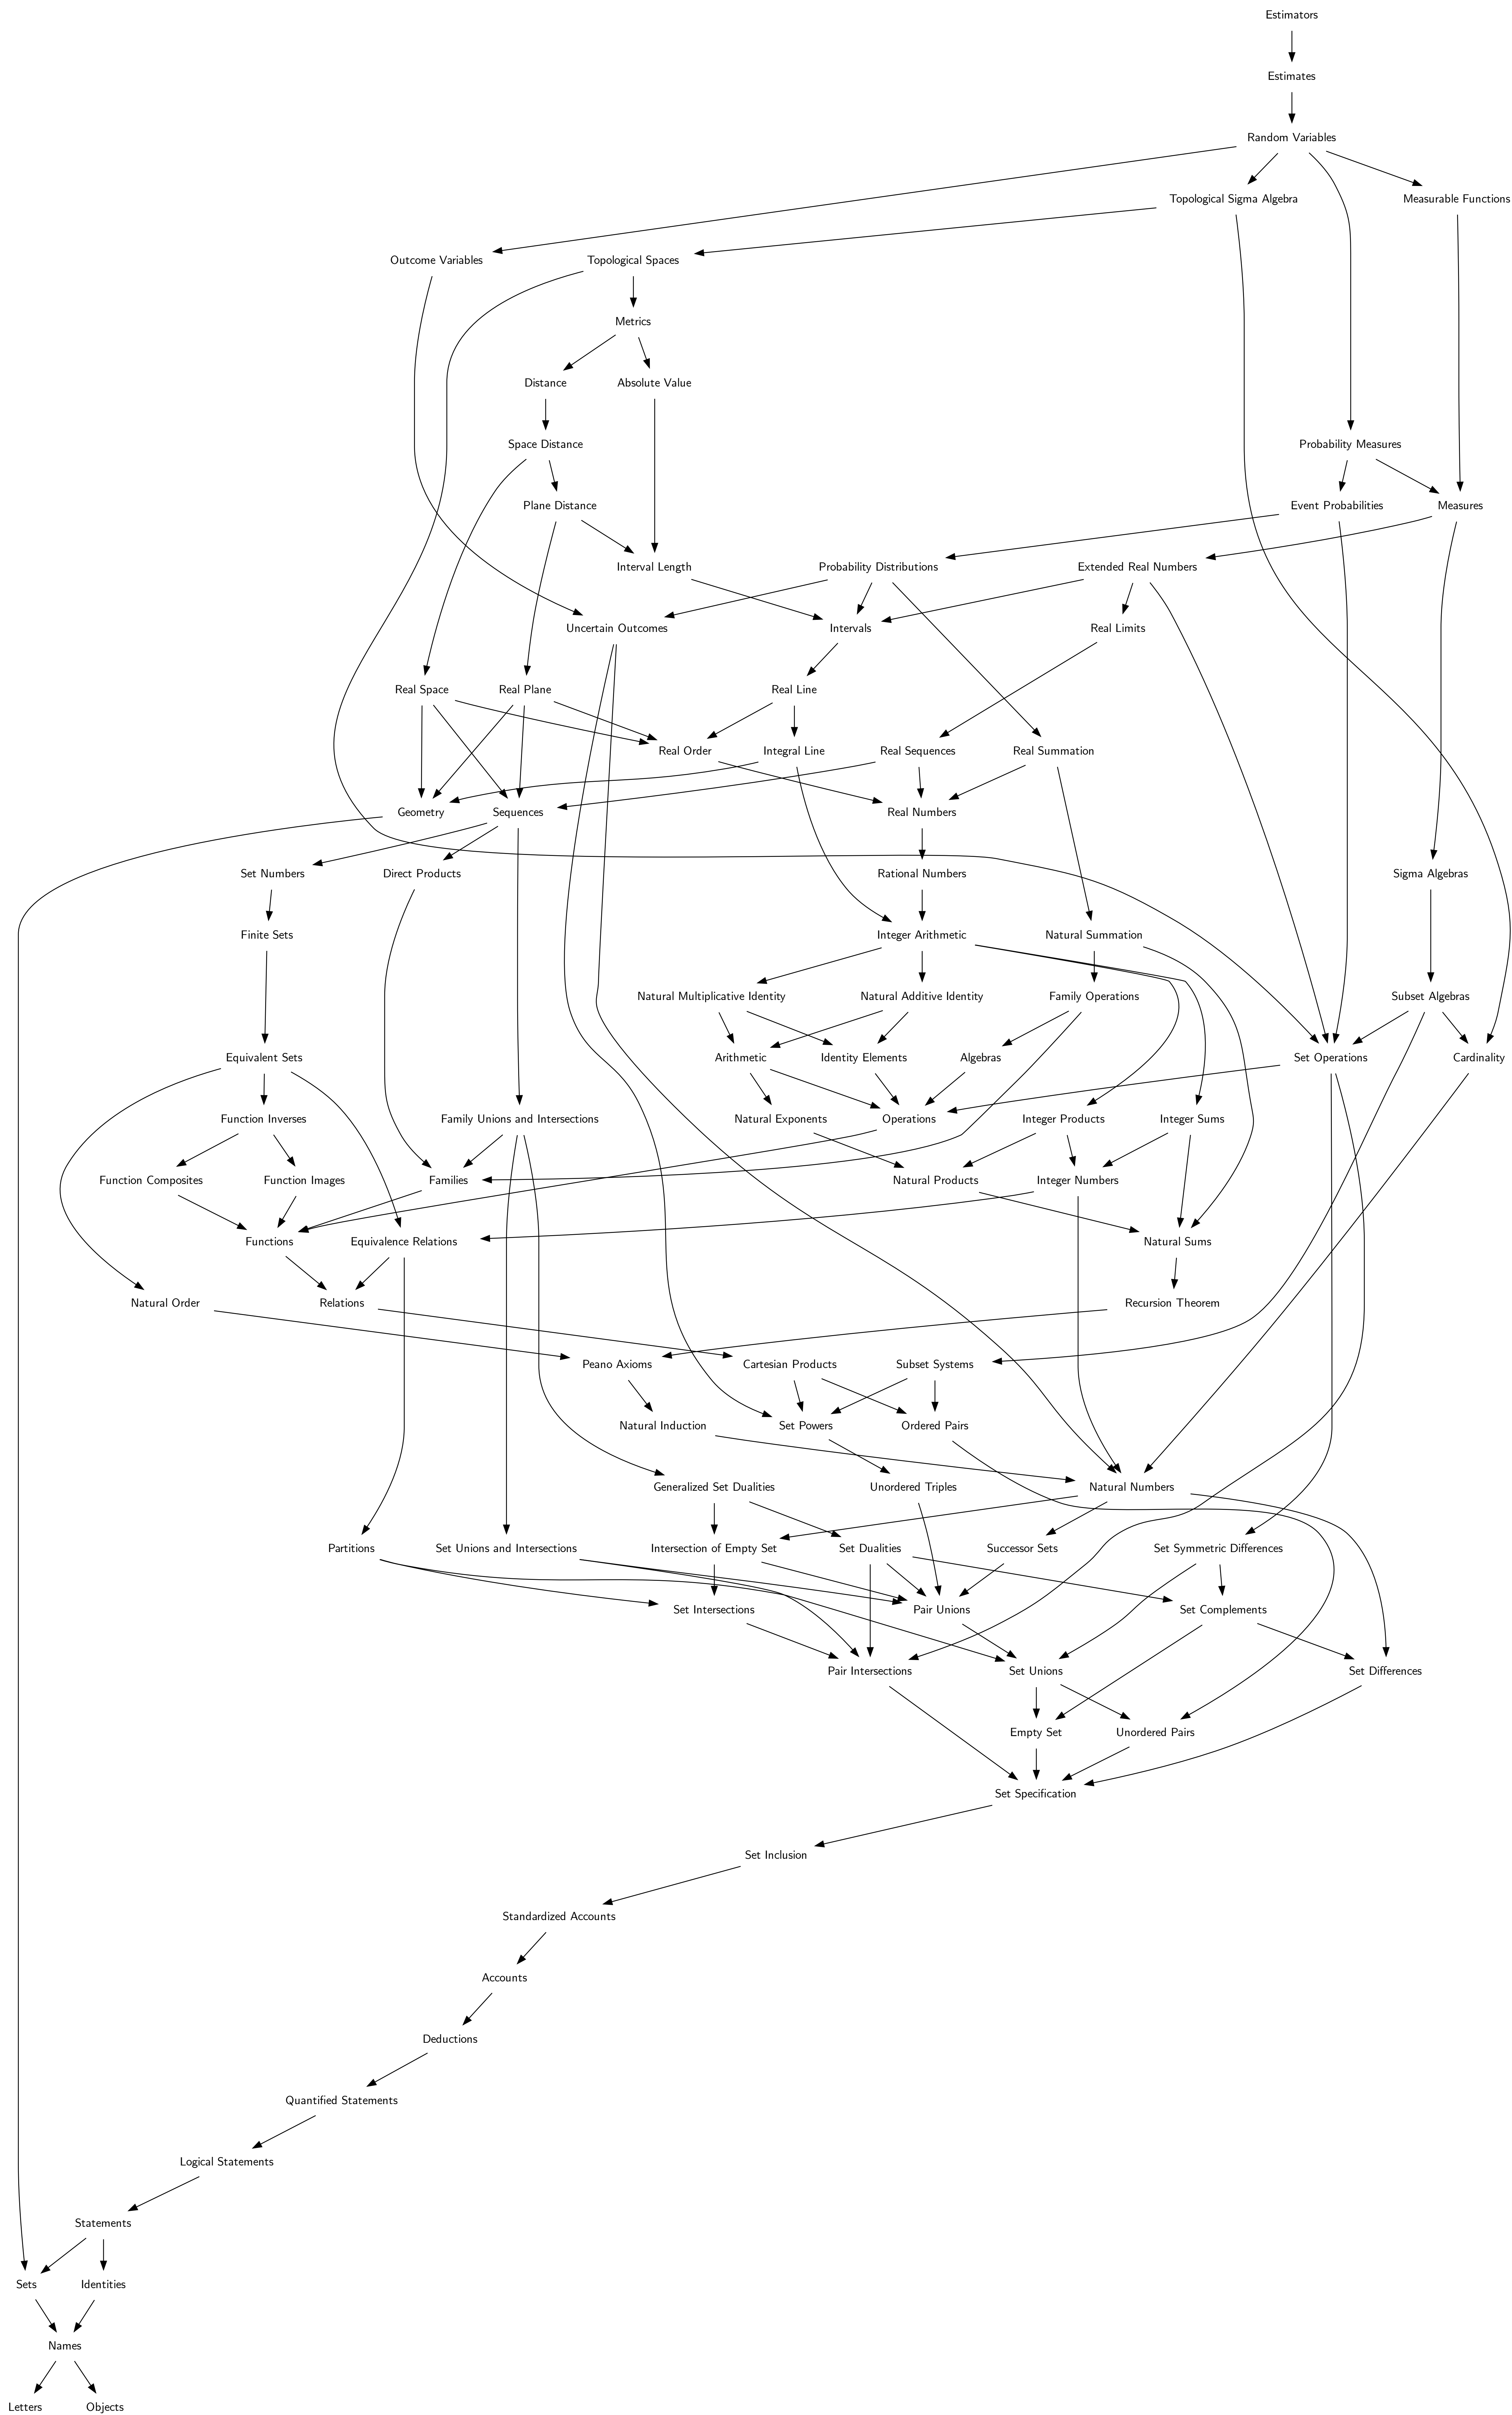 Estimators
Estimates
Random Variables
Topological Sigma Algebra
Measurable Functions
Outcome Variables
Topological Spaces
Metrics
Distance
Absolute Value
Space Distance
Probability Measures
Plane Distance
Event Probabilities
Measures
Interval Length
Probability Distributions
Extended Real Numbers
Uncertain Outcomes
Intervals
Real Limits
Real Space
Real Plane
Real Line
Real Order
Integral Line
Real Sequences
Real Summation
Geometry
Sequences
Real Numbers
Set Numbers
Direct Products
Rational Numbers
Sigma Algebras
Finite Sets
Integer Arithmetic
Natural Summation
Natural Multiplicative Identity
Natural Additive Identity
Family Operations
Subset Algebras
Equivalent Sets
Arithmetic
Identity Elements
Algebras
Set Operations
Cardinality
Function Inverses
Family Unions and Intersections
Natural Exponents
Operations
Integer Products
Integer Sums
Function Composites
Function Images
Families
Natural Products
Integer Numbers
Functions
Equivalence Relations
Natural Sums
Natural Order
Relations
Recursion Theorem
Peano Axioms
Cartesian Products
Subset Systems
Natural Induction
Set Powers
Ordered Pairs
Generalized Set Dualities
Unordered Triples
Natural Numbers
Partitions
Set Unions and Intersections
Intersection of Empty Set
Set Dualities
Successor Sets
Set Symmetric Differences
Set Intersections
Pair Unions
Set Complements
Pair Intersections
Set Unions
Set Differences
Empty Set
Unordered Pairs
Set Specification
Set Inclusion
Standardized Accounts
Accounts
Deductions
Quantified Statements
Logical Statements
Statements
Sets
Identities
Names
Letters
Objects